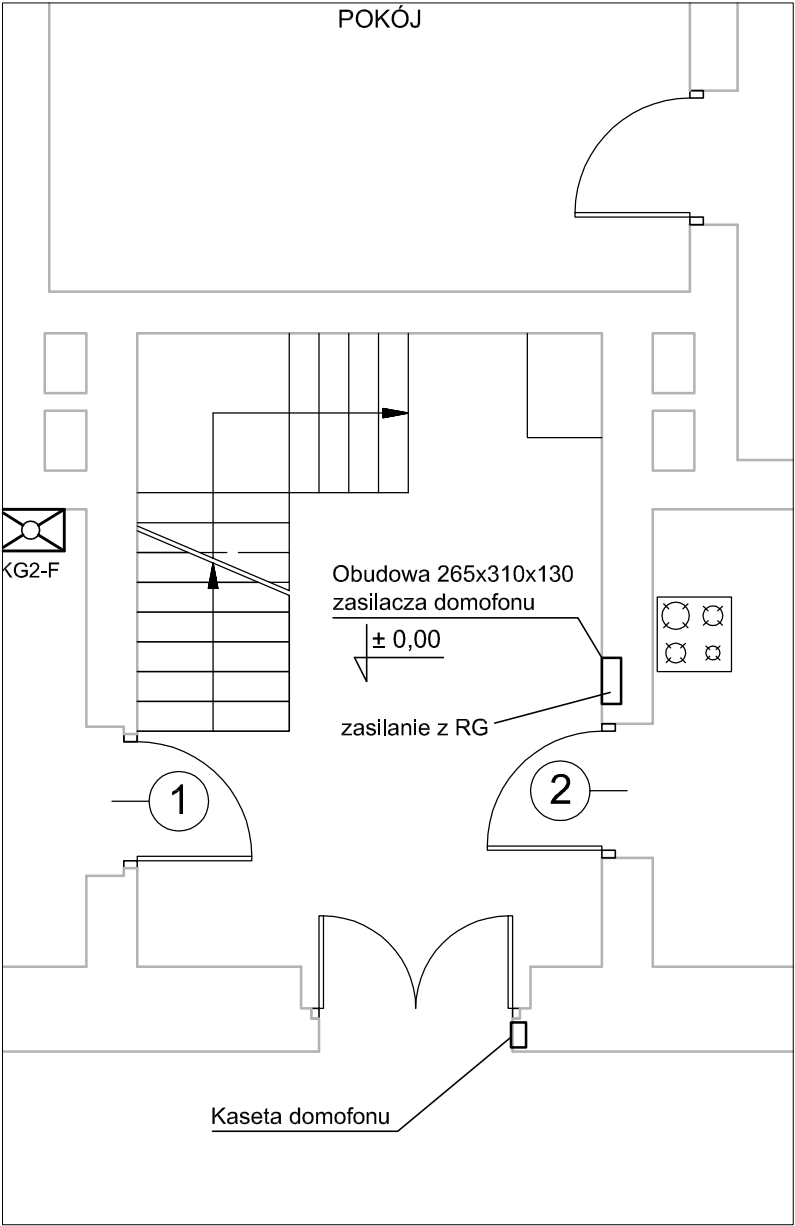 POKÓJ
KG2-F
Obudowa 265x310x130
zasilacza domofonu
± 0,00
zasilanie z RG
1
2
Kaseta domofonu